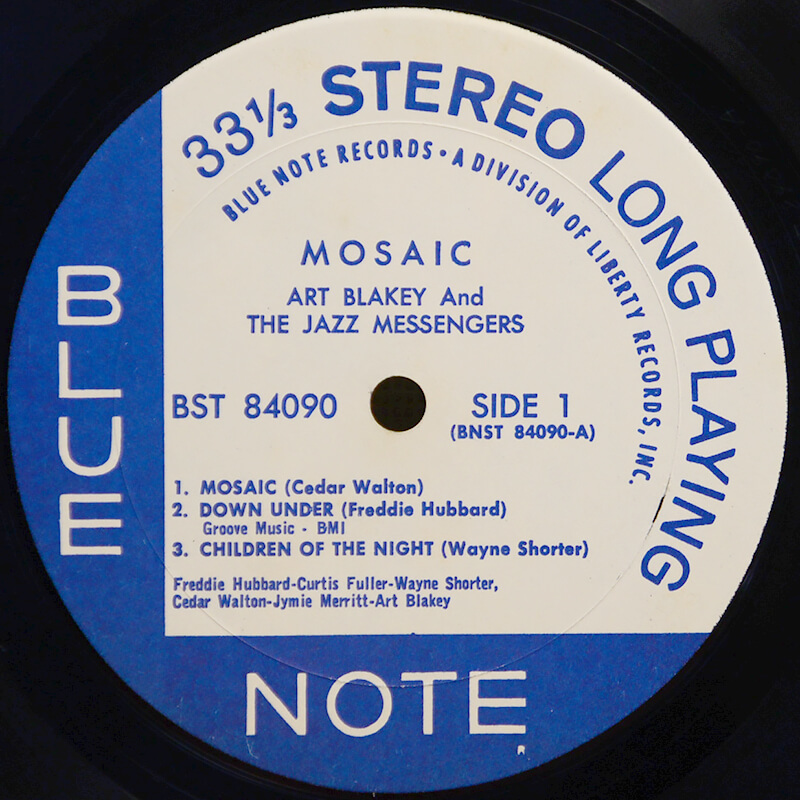 33⅓ STEREO LONG PLAYING
BLUE NOTE RECORDS • A DIVISION OF LIBERTY RECORDS, INC.
MOSAIC
ART BLAKEY And
THE JAZZ MESSENGERS
BST 84090
SIDE 1
(BNST 84090-A)
1. MOSAIC (Cedar Walton)
2. DOWN UNDER (Freddie Hubbard)
Groove Music - BMI
3. CHILDREN OF THE NIGHT (Wayne Shorter)
Freddie Hubbard-Curtis Fuller-Wayne Shorter,
Cedar Walton-Jymie Merritt-Art Blakey
BLUE
NOTE
R